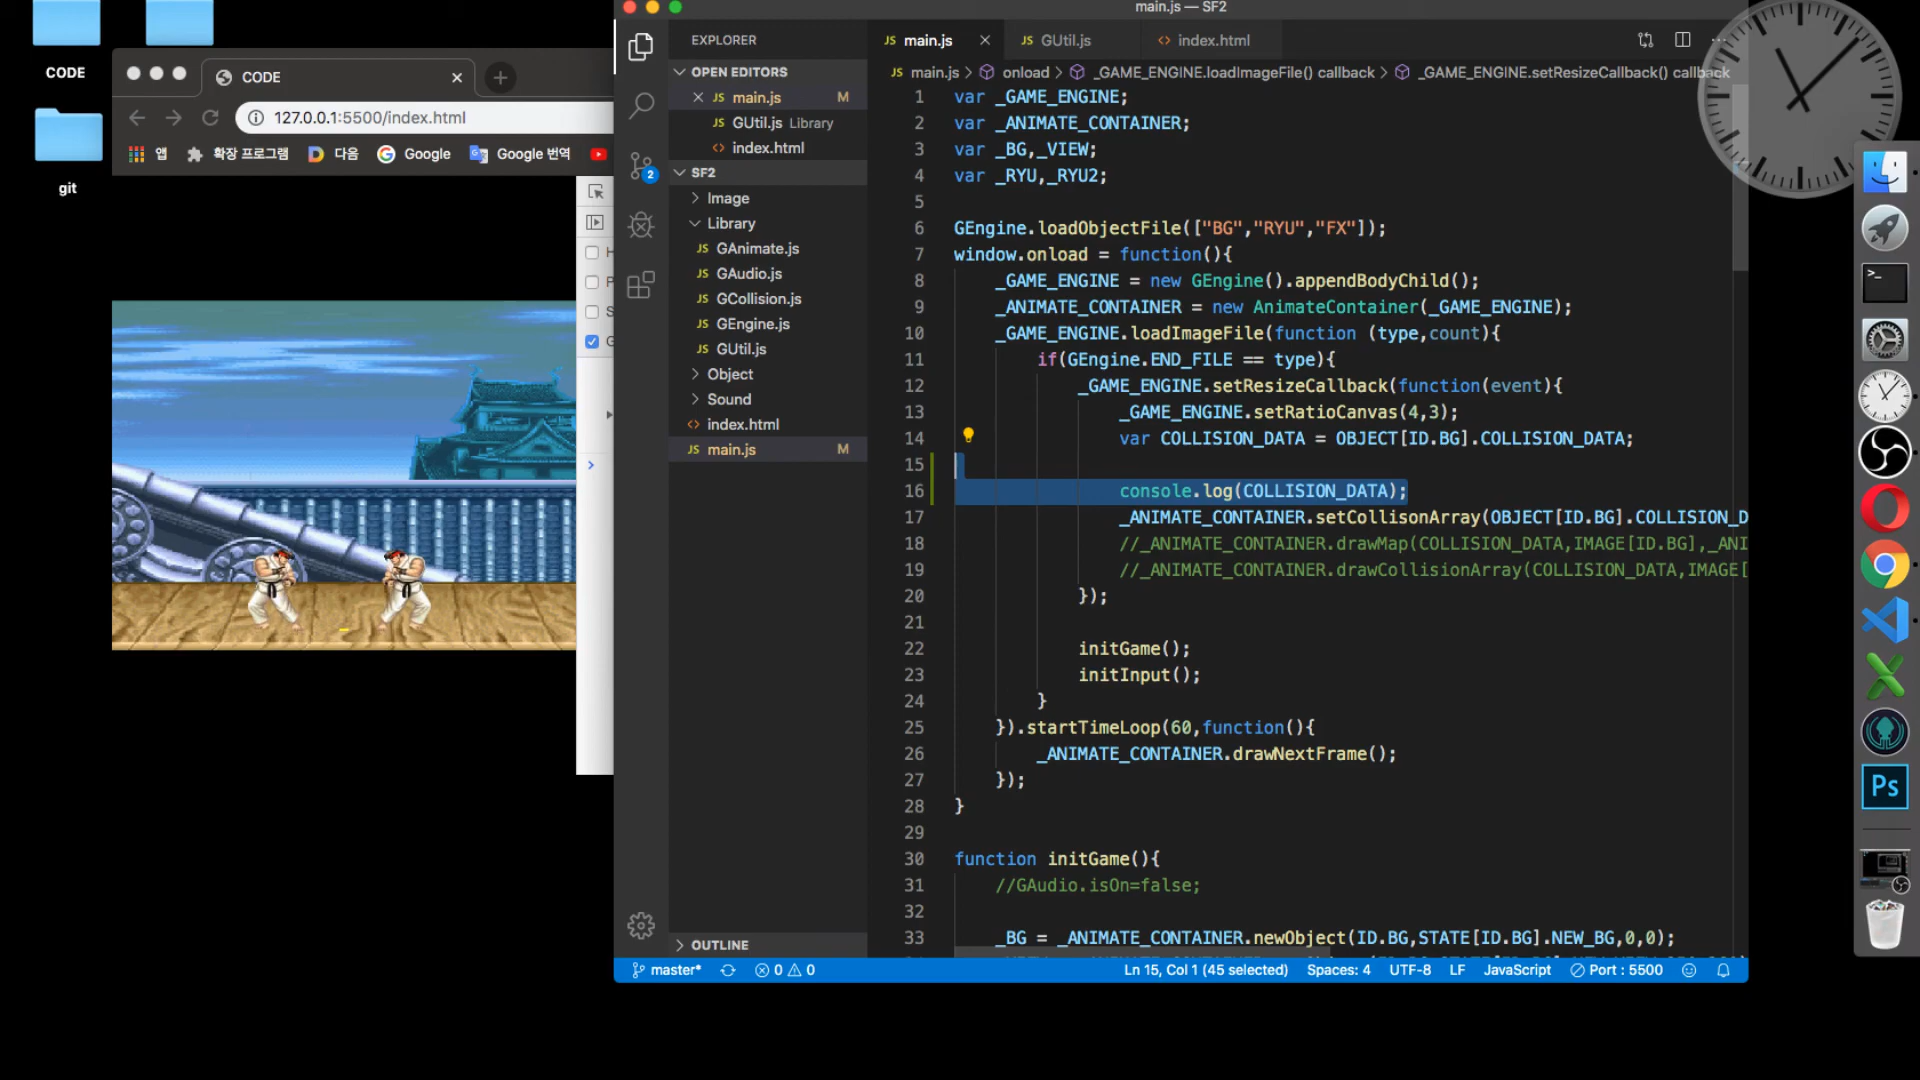 CODE
git
CODE
127.0.0.1:5500/index.html
앱
확장 프로그램
다음
Google
Google 번역
main.js — SF2
EXPLORER
OPEN EDITORS
main.js M
GUtil.js Library
index.html
SF2
Image
Library
GAnimate.js
GAudio.js
GCollision.js
GEngine.js
GUtil.js
Object
Sound
index.html
main.js M
OUTLINE
2
JS main.js
JS GUtil.js
index.html
JS main.js > onload > _GAME_ENGINE.loadImageFile() callback > _GAME_ENGINE.setResizeCallback() callback
1 var _GAME_ENGINE;
2 var _ANIMATE_CONTAINER;
3 var _BG,_VIEW;
4 var _RYU,_RYU2;
5
6 GEngine.loadObjectFile(["BG","RYU","FX"]);
7 window.onload = function(){
8 _GAME_ENGINE = new GEngine().appendBodyChild();
9 _ANIMATE_CONTAINER = new AnimateContainer(_GAME_ENGINE);
10 _GAME_ENGINE.loadImageFile(function (type,count){
11 if(GEngine.END_FILE == type){
12 _GAME_ENGINE.setResizeCallback(function(event){
13 _GAME_ENGINE.setRatioCanvas(4,3);
14 var COLLISION_DATA = OBJECT[ID.BG].COLLISION_DATA;
15
16 console.log(COLLISION_DATA);
17 _ANIMATE_CONTAINER.setCollisonArray(OBJECT[ID.BG].COLLISION_D
18 //_ANIMATE_CONTAINER.drawMap(COLLISION_DATA,IMAGE[ID.BG],_ANI
19 //_ANIMATE_CONTAINER.drawCollisionArray(COLLISION_DATA,IMAGE[
20 });
21
22 initGame();
23 initInput();
24 }
25 }).startTimeLoop(60,function(){
26 _ANIMATE_CONTAINER.drawNextFrame();
27 });
28 }
29
30 function initGame(){
31 //GAudio.isOn=false;
32
33 _BG = _ANIMATE_CONTAINER.newObject(ID.BG,STATE[ID.BG].NEW_BG,0,0);
master* 0 0 Ln 15, Col 1 (45 selected) Spaces: 4 UTF-8 LF JavaScript Port : 5500
Ps